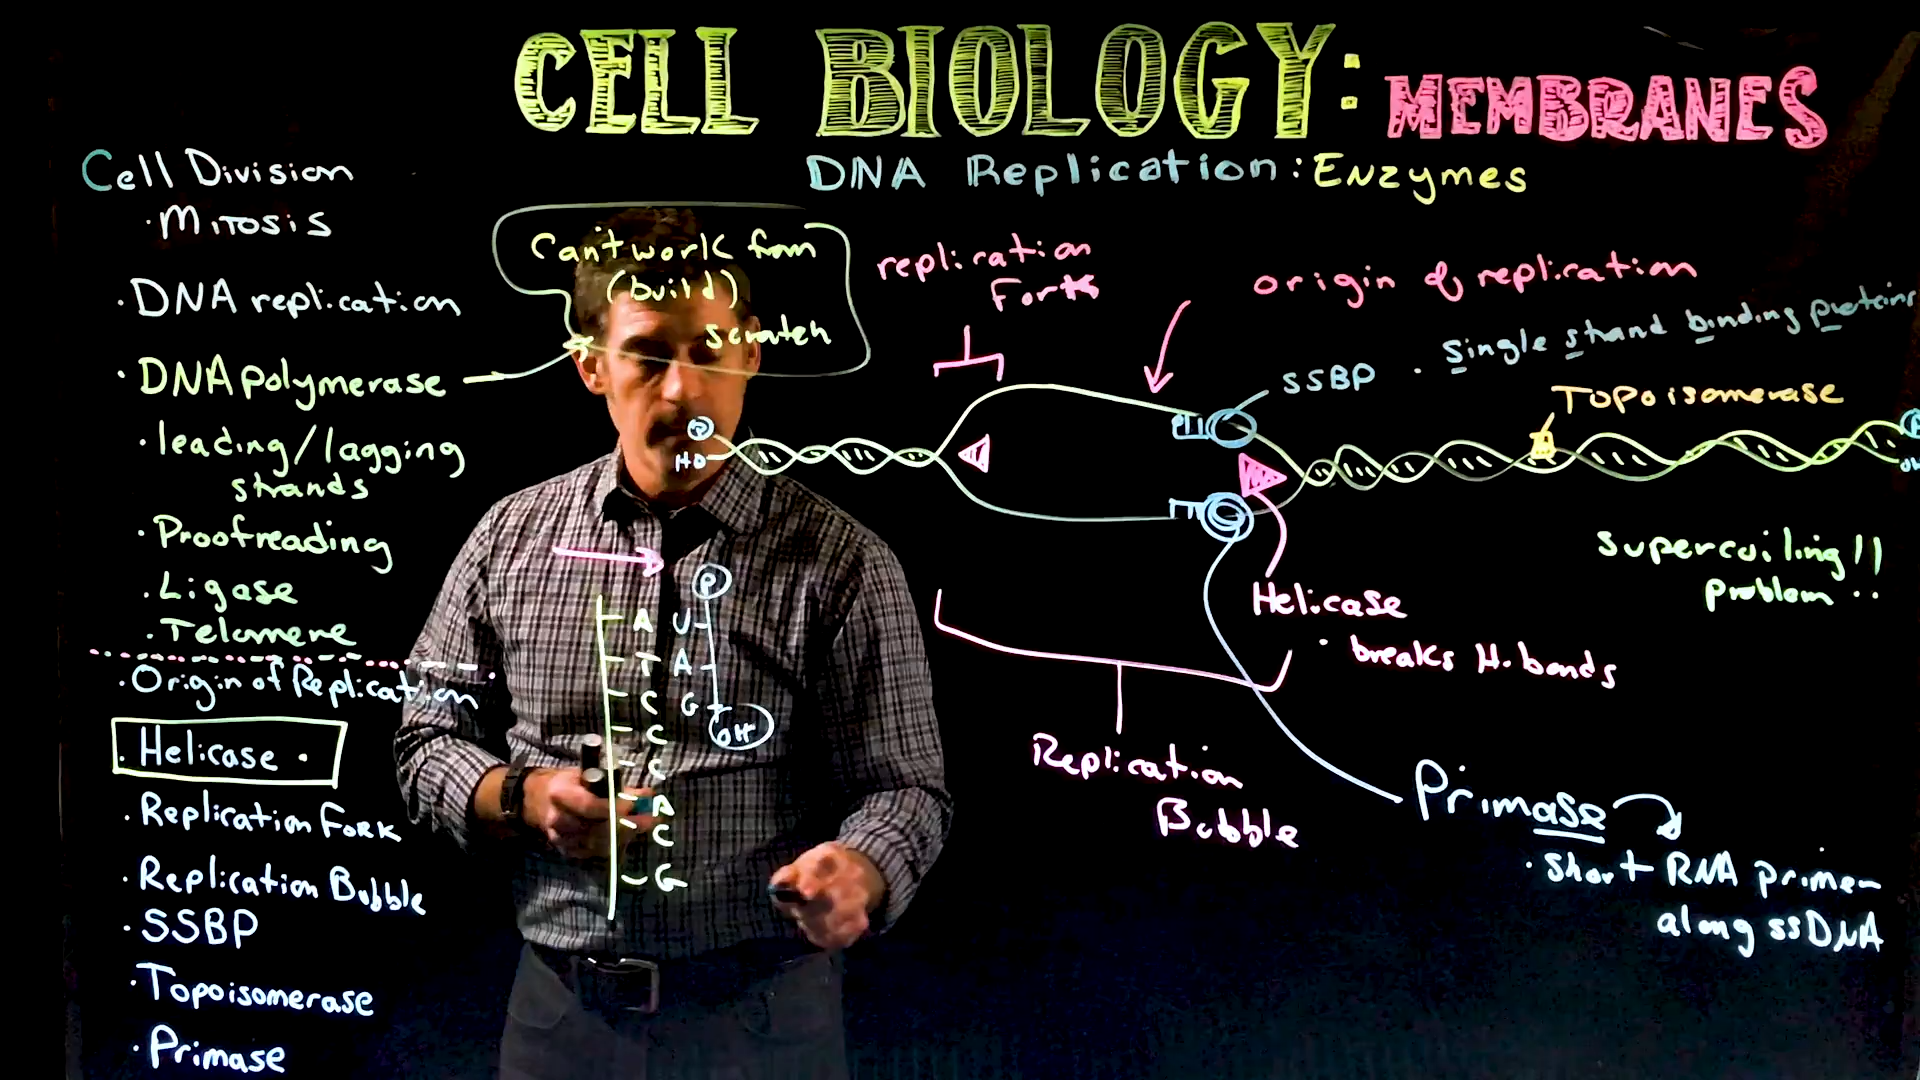 CELL BIOLOGY: MEMBRANES
DNA Replication: Enzymes
Cell Division
· Mitosis
· DNA replication
· DNA polymerase
· leading/lagging
strands
· Proofreading
· Ligase
· Telomere
· Origin of Replication
· Helicase ·
· Replication Fork
· Replication Bubble
· SSBP
· Topoisomerase
· Primase
Can't work from
(build)
scratch
P
HO
P
A U
T A
C G
OH
C
C
A
C
G
replication
Fork
origin of replication
SSBP · single strand binding proteins
Topoisomerase
P
OH
supercoiling!!
problem ··
Helicase
· breaks H-bonds
Replication
Bubble
Primase
· short RNA primer
along ssDNA